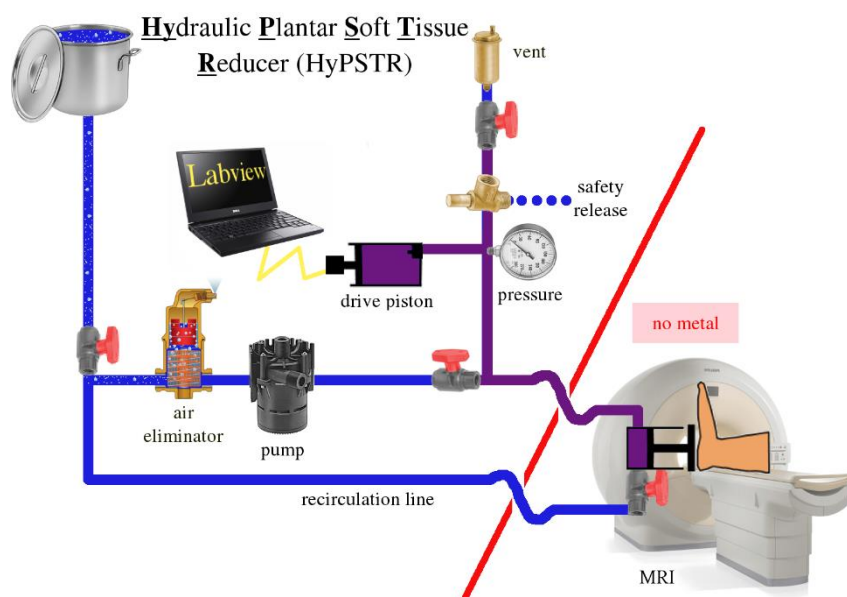 Hydraulic Plantar Soft Tissue
Reducer (HyPSTR)
vent
Labview
safety
release
drive piston
pressure
no metal
air
eliminator
pump
recirculation line
MRI